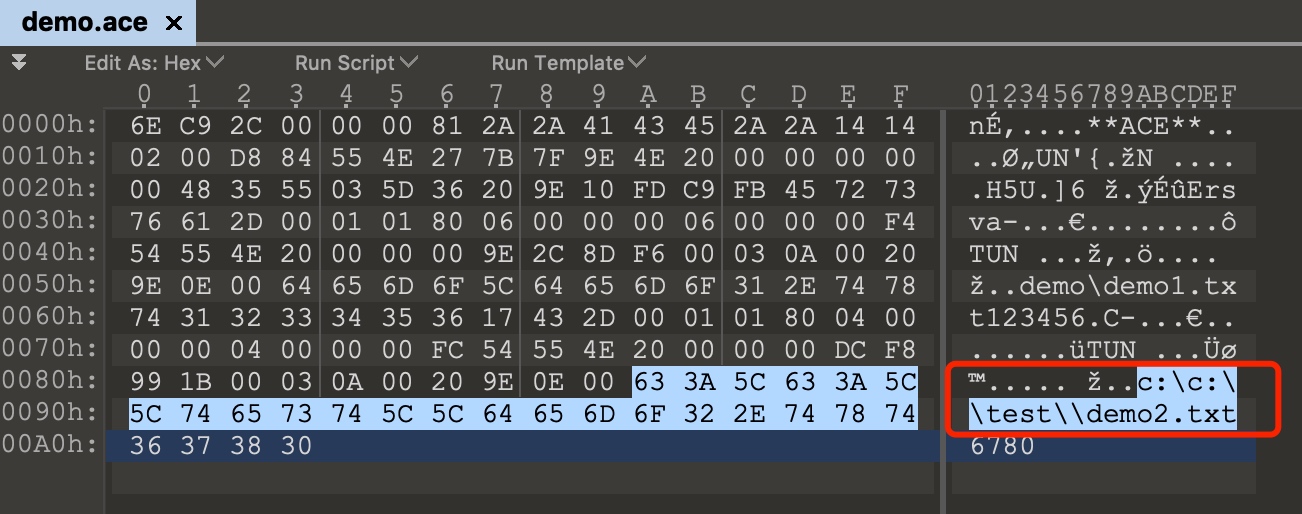 demo.ace ×
Edit As: Hex Run Script Run Template
0 1 2 3 4 5 6 7 8 9 A B C D E F 0123456789ABCDEF
0000h: 6E C9 2C 00 00 00 81 2A 2A 41 43 45 2A 2A 14 14 nÉ,....**ACE**..
0010h: 02 00 D8 84 55 4E 27 7B 7F 9E 4E 20 00 00 00 00 ..Ø„UN'{.žN ....
0020h: 00 48 35 55 03 5D 36 20 9E 10 FD C9 FB 45 72 73 .H5U.]6 ž.ýÉûErs
0030h: 76 61 2D 00 01 01 80 06 00 00 00 06 00 00 00 F4 va-...€........ô
0040h: 54 55 4E 20 00 00 00 9E 2C 8D F6 00 03 0A 00 20 TUN ...ž,.ö....
0050h: 9E 0E 00 64 65 6D 6F 5C 64 65 6D 6F 31 2E 74 78 ž..demo\demo1.tx
0060h: 74 31 32 33 34 35 36 17 43 2D 00 01 01 80 04 00 t123456.C-...€..
0070h: 00 00 04 00 00 00 FC 54 55 4E 20 00 00 00 DC F8 ......üTUN ...Üø
0080h: 99 1B 00 03 0A 00 20 9E 0E 00 63 3A 5C 63 3A 5C ™..... ž..c:\c:\
0090h: 5C 74 65 73 74 5C 5C 64 65 6D 6F 32 2E 74 78 74 \test\\demo2.txt
00A0h: 36 37 38 30 6780